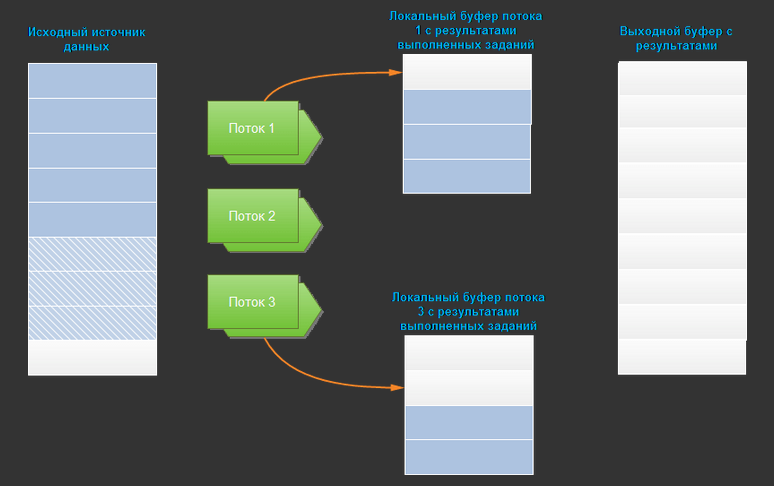 Исходный источник
данных
Локальный буфер потока
1 с результатами
выполненных заданий
Выходной буфер с
результатами
Поток 1
Поток 2
Поток 3
Локальный буфер потока
3 с результатами
выполненных заданий